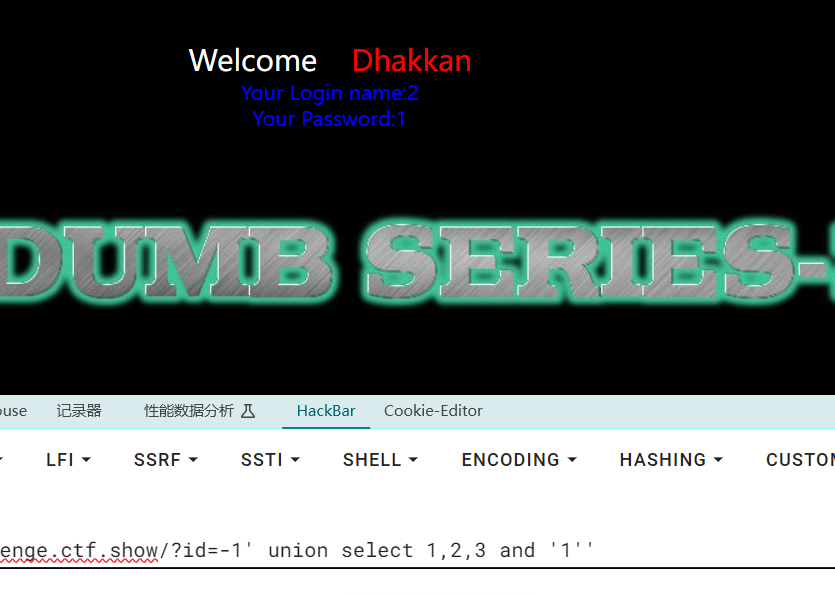 Welcome Dhakkan
Your Login name:2
Your Password:1
DUMB SERIES-
ouse 记录器 性能数据分析 HackBar Cookie-Editor
LFI SSRF SSTI SHELL ENCODING HASHING CUSTOM
enge.ctf.show/?id=-1' union select 1,2,3 and '1''